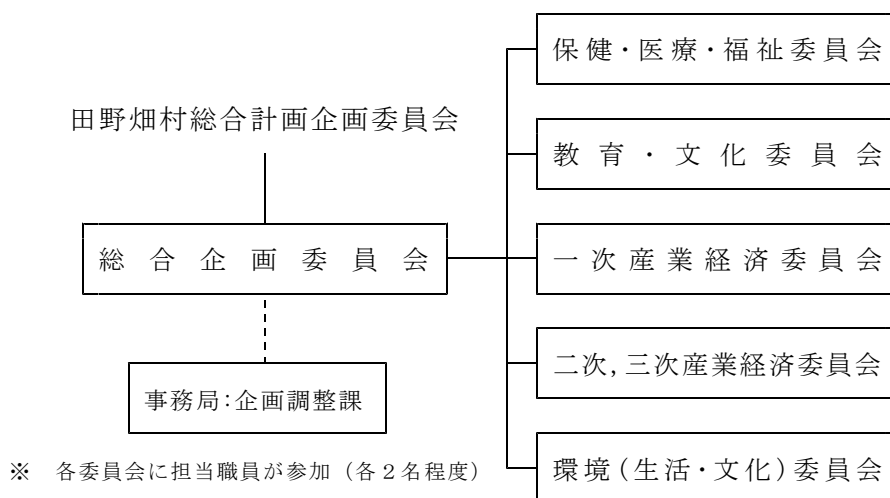 保健・医療・福祉委員会
田野畑村総合計画企画委員会
教育・文化委員会
総合企画委員会
一次産業経済委員会
二次,三次産業経済委員会
事務局:企画調整課
※ 各委員会に担当職員が参加(各2名程度)
環境(生活・文化)委員会